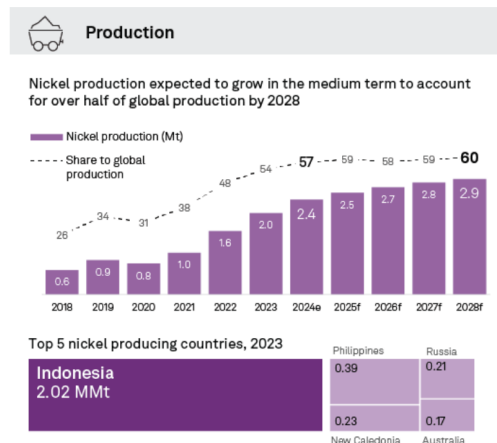 Production
Nickel production expected to grow in the medium term to account
for over half of global production by 2028
Nickel production (Mt)
Share to global
production
26 34 31 38 48 54 57 59 58 59 60
0.6 0.9 0.8 1.0 1.6 2.0 2.4 2.5 2.7 2.8 2.9
2018 2019 2020 2021 2022 2023 2024e 2025f 2026f 2027f 2028f
Top 5 nickel producing countries, 2023
Philippines Russia
Indonesia
2.02 MMt
0.39 0.21
0.23 0.17
New Caledonia Australia